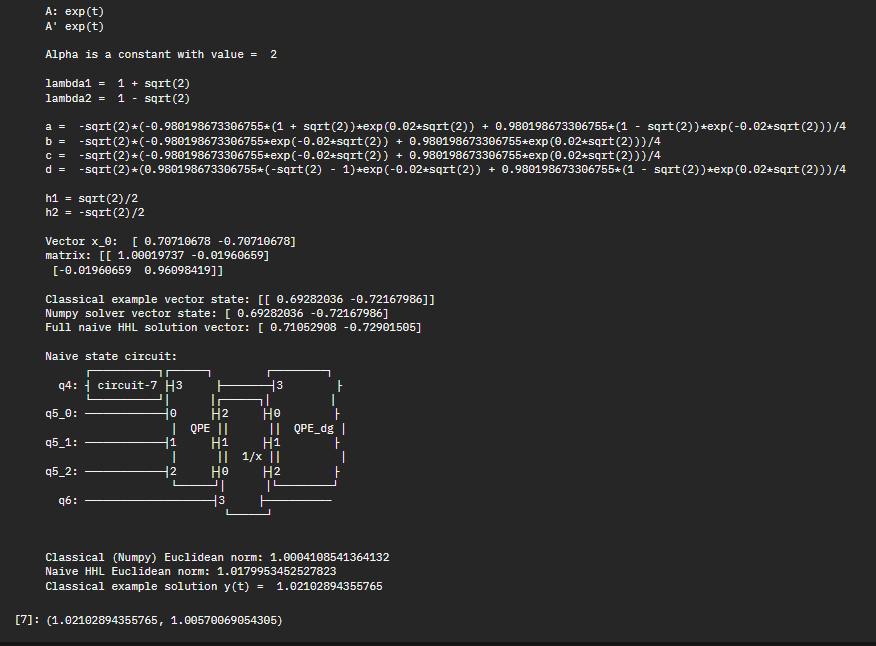 A: exp(t)
A' exp(t)
Alpha is a constant with value =  2
lambda1 =  1 + sqrt(2)
lambda2 =  1 - sqrt(2)
a =  -sqrt(2)*(-0.980198673306755*(1 + sqrt(2))*exp(0.02*sqrt(2)) + 0.980198673306755*(1 - sqrt(2))*exp(-0.02*sqrt(2)))/4
b =  -sqrt(2)*(-0.980198673306755*exp(-0.02*sqrt(2)) + 0.980198673306755*exp(0.02*sqrt(2)))/4
c =  -sqrt(2)*(-0.980198673306755*exp(-0.02*sqrt(2)) + 0.980198673306755*exp(0.02*sqrt(2)))/4
d =  -sqrt(2)*(0.980198673306755*(-sqrt(2) - 1)*exp(-0.02*sqrt(2)) + 0.980198673306755*(1 - sqrt(2))*exp(0.02*sqrt(2)))/4
h1 = sqrt(2)/2
h2 = -sqrt(2)/2
Vector x_0:  [ 0.70710678 -0.70710678]
matrix: [[ 1.00019737 -0.01960659]
[-0.01960659  0.96098419]]
Classical example vector state: [[ 0.69282036 -0.72167986]]
Numpy solver vector state: [ 0.69282036 -0.72167986]
Full naive HHL solution vector: [ 0.71052908 -0.72901505]
Naive state circuit:
q4: circuit-7 3 3
q5_0: 0 2 0
QPE QPE_dg
q5_1: 1 1 1
1/x
q5_2: 2 0 2
q6: 3
Classical (Numpy) Euclidean norm: 1.0004108541364132
Naive HHL Euclidean norm: 1.0179953452527823
Classical example solution y(t) =  1.02102894355765
[7]: (1.02102894355765, 1.00570069054305)